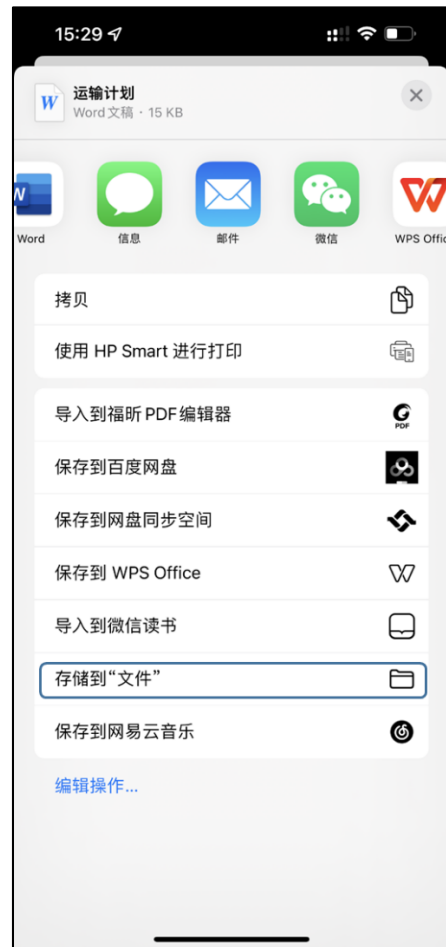 15:29
W 运输计划
Word 文稿 · 15 KB
Word
信息
邮件
微信
WPS Offic
拷贝
使用 HP Smart 进行打印
导入到福昕 PDF 编辑器
PDF
保存到百度网盘
保存到网盘同步空间
保存到 WPS Office
导入到微信读书
存储到“文件”
保存到网易云音乐
编辑操作...